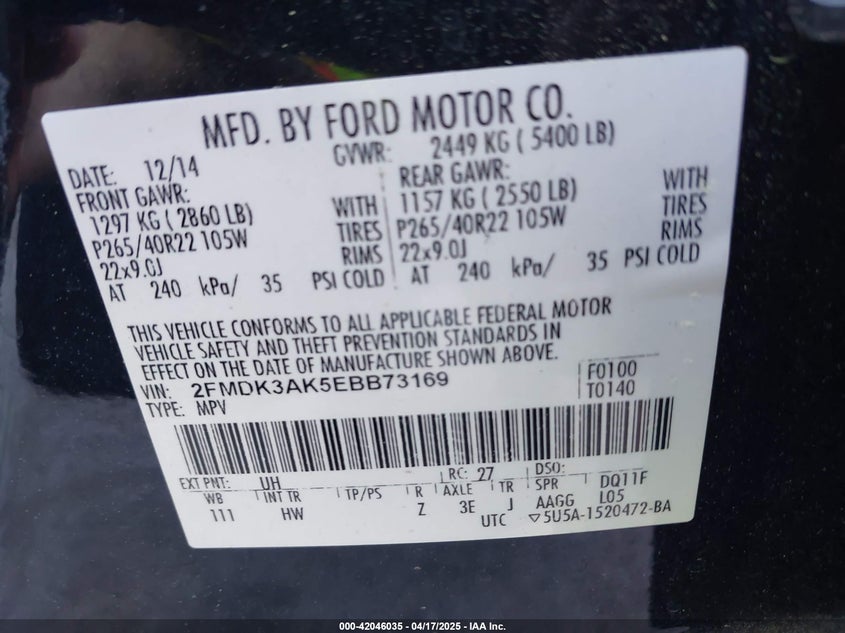 MFD. BY FORD MOTOR CO.
DATE: 12/14 GVWR: 2449 KG ( 5400 LB)
FRONT GAWR: REAR GAWR:
1297 KG ( 2860 LB) WITH 1157 KG ( 2550 LB) WITH
P265/40R22 105W TIRES P265/40R22 105W TIRES
22x9.0J RIMS 22x9.0J RIMS
AT 240 kPa/ 35 PSI COLD AT 240 kPa/ 35 PSI COLD
THIS VEHICLE CONFORMS TO ALL APPLICABLE FEDERAL MOTOR
VEHICLE SAFETY AND THEFT PREVENTION STANDARDS IN
EFFECT ON THE DATE OF MANUFACTURE SHOWN ABOVE.
VIN: 2FMDK3AK5EBB73169 F0100
TYPE: MPV T0140
EXT PNT: UH RC: 27 DSO:
WB INT TR TP/PS R AXLE TR SPR DQ11F
111 HW Z 3E J AAGG L05
UTC ▽5U5A-1520472-BA
000-42046035 - 04/17/2025 - IAA Inc.